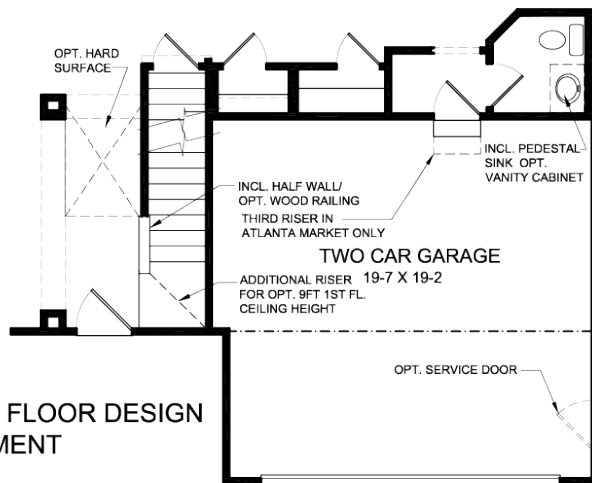 OPT. HARD
SURFACE
INCL. PEDESTAL
SINK OPT.
VANITY CABINET
INCL. HALF WALL/
OPT. WOOD RAILING
THIRD RISER IN
ATLANTA MARKET ONLY
TWO CAR GARAGE
19-7 X 19-2
ADDITIONAL RISER
FOR OPT. 9FT 1ST FL.
CEILING HEIGHT
OPT. SERVICE DOOR
FLOOR DESIGN
MENT